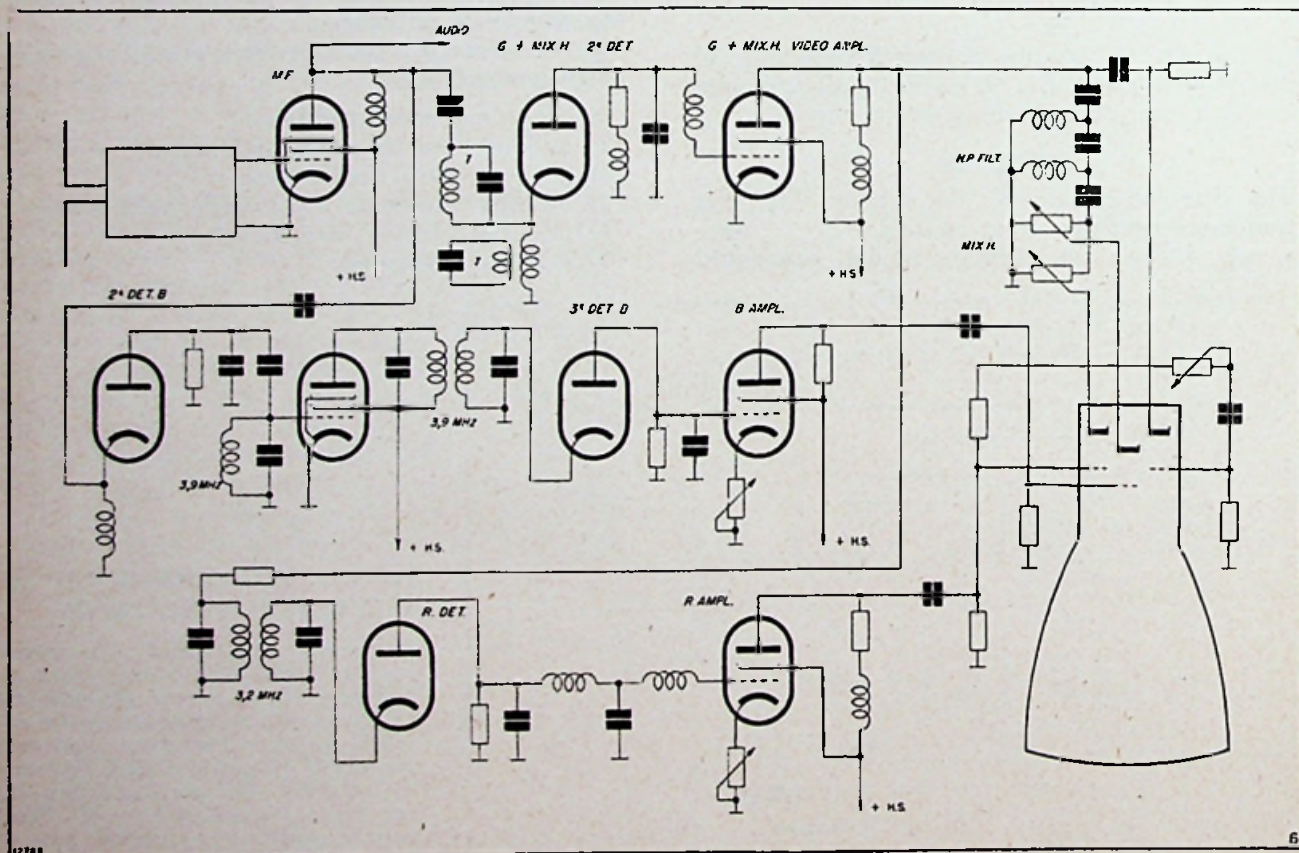 AUDIO
G + MIX.H 2e DET
G + MIX.H. VIDEO AMPL.
M.F.
T
T
H.P FILT.
MIX H.
+ H.S
+ H.S
2e DET. B
3e DET B
B AMPL.
3,9 MHZ
3,9 MHZ
+ H.S.
+ H.S.
R. DET.
R AMPL.
3,2 MHZ
+ H.S.
6